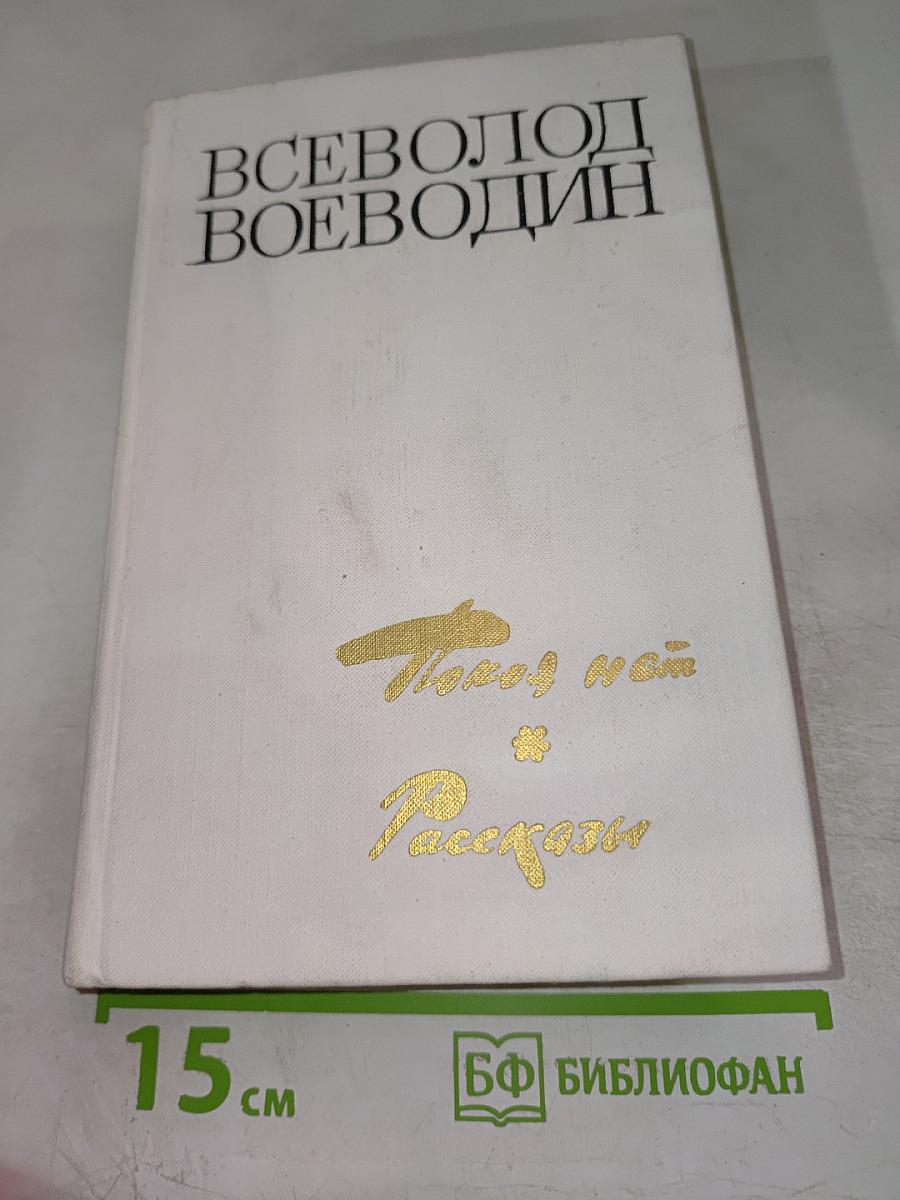 ВСЕВОЛОД
ВОЕВОДИН
Покоя нет
*
Рассказы
15 см
БФ БИБЛИОФАН